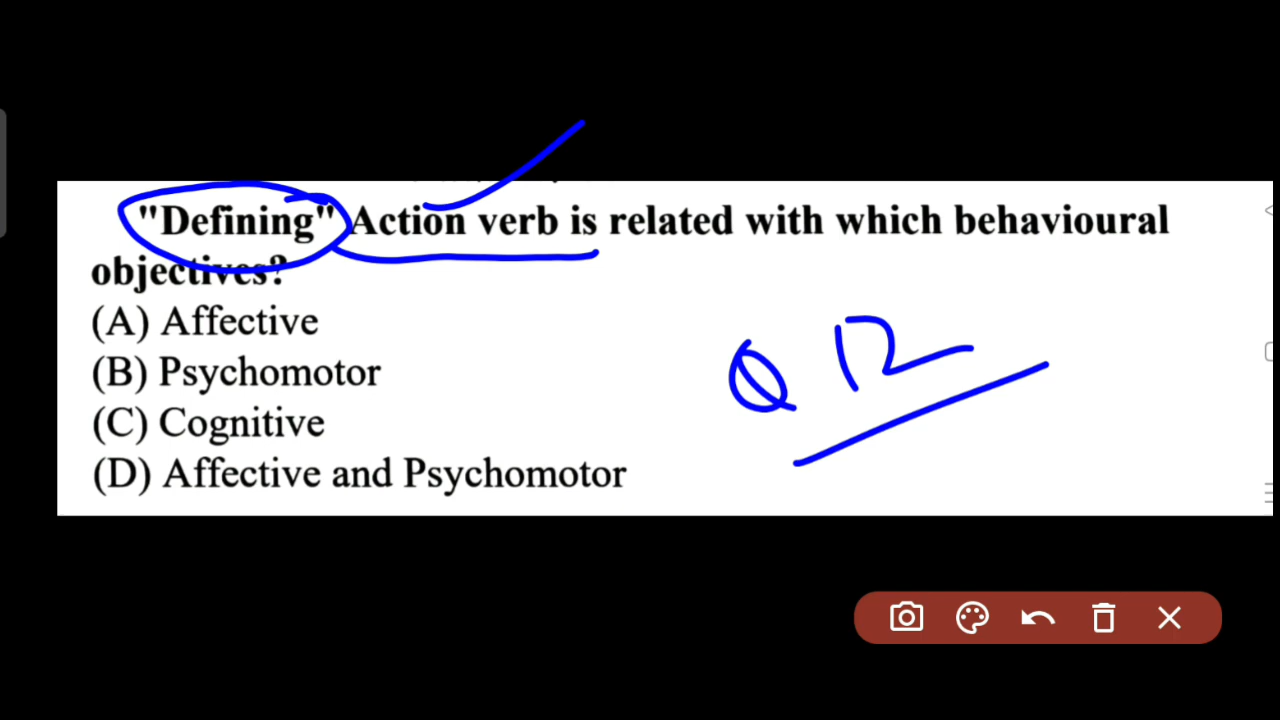 "Defining" Action verb is related with which behavioural
objectives?
(A) Affective
(B) Psychomotor
(C) Cognitive
(D) Affective and Psychomotor
Q 12